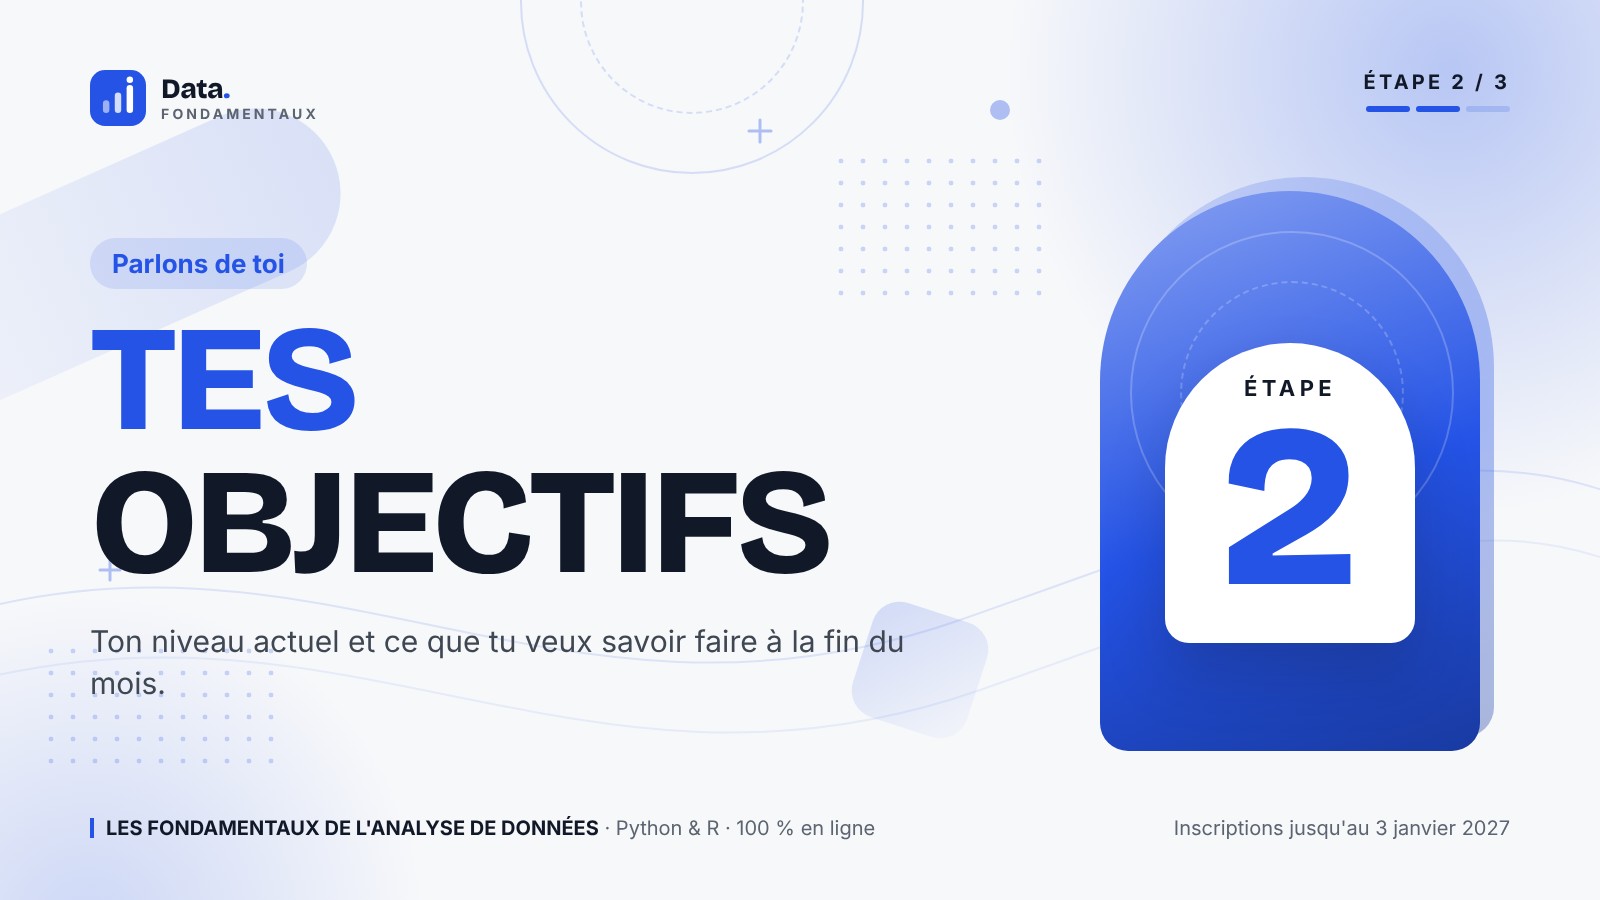 Data.
FONDAMENTAUX
ÉTAPE 2 / 3
Parlons de toi
TES
OBJECTIFS
Ton niveau actuel et ce que tu veux savoir faire à la fin du
mois.
ÉTAPE
2
LES FONDAMENTAUX DE L'ANALYSE DE DONNÉES · Python & R · 100 % en ligne
Inscriptions jusqu'au 3 janvier 2027